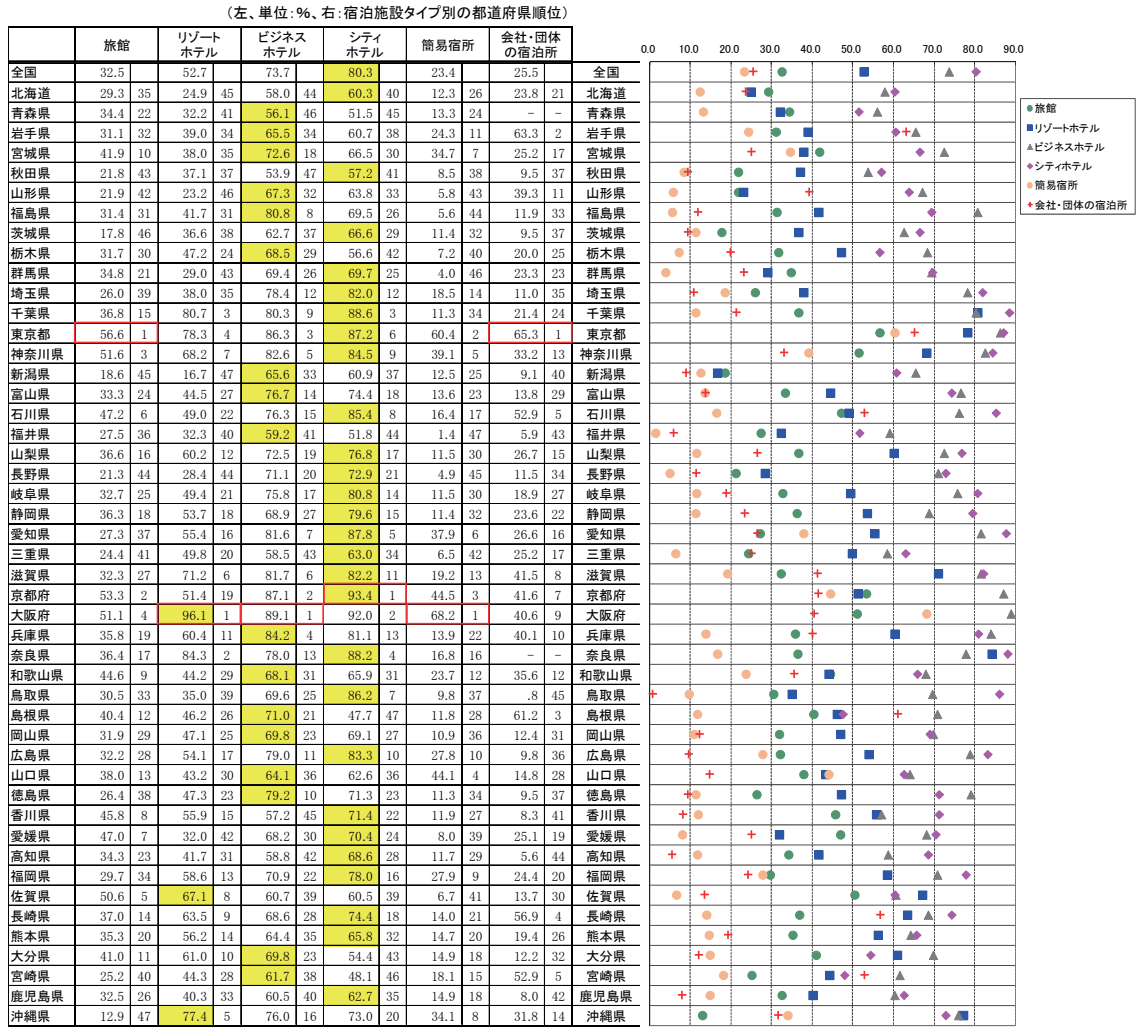 (左、単位：%、右：宿泊施設タイプ別の都道府県順位)
旅館 リゾートホテル ビジネスホテル シティホテル 簡易宿所 会社・団体の宿泊所
0.0 10.0 20.0 30.0 40.0 50.0 60.0 70.0 80.0 90.0
全国 32.5 52.7 73.7 80.3 23.4 25.5 全国
北海道 29.3 35 24.9 45 58.0 44 60.3 40 12.3 26 23.8 21 北海道
青森県 34.4 22 32.2 41 56.1 46 51.5 45 13.3 24 － － 青森県
岩手県 31.1 32 39.0 34 65.5 34 60.7 38 24.3 11 63.3 2 岩手県
宮城県 41.9 10 38.0 35 72.6 18 66.5 30 34.7 7 25.2 17 宮城県
秋田県 21.8 43 37.1 37 53.9 47 57.2 41 8.5 38 9.5 37 秋田県
山形県 21.9 42 23.2 46 67.3 32 63.8 33 5.8 43 39.3 11 山形県
福島県 31.4 31 41.7 31 80.8 8 69.5 26 5.6 44 11.9 33 福島県
茨城県 17.8 46 36.6 38 62.7 37 66.6 29 11.4 32 9.5 37 茨城県
栃木県 31.7 30 47.2 24 68.5 29 56.6 42 7.2 40 20.0 25 栃木県
群馬県 34.8 21 29.0 43 69.4 26 69.7 25 4.0 46 23.3 23 群馬県
埼玉県 26.0 39 38.0 35 78.4 12 82.0 12 18.5 14 11.0 35 埼玉県
千葉県 36.8 15 80.7 3 80.3 9 88.6 3 11.3 34 21.4 24 千葉県
東京都 56.6 1 78.3 4 86.3 3 87.2 6 60.4 2 65.3 1 東京都
神奈川県 51.6 3 68.2 7 82.6 5 84.5 9 39.1 5 33.2 13 神奈川県
新潟県 18.6 45 16.7 47 65.6 33 60.9 37 12.5 25 9.1 40 新潟県
富山県 33.3 24 44.5 27 76.7 14 74.4 18 13.6 23 13.8 29 富山県
石川県 47.2 6 49.0 22 76.3 15 85.4 8 16.4 17 52.9 5 石川県
福井県 27.5 36 32.3 40 59.2 41 51.8 44 1.4 47 5.9 43 福井県
山梨県 36.6 16 60.2 12 72.5 19 76.8 17 11.5 30 26.7 15 山梨県
長野県 21.3 44 28.4 44 71.1 20 72.9 21 4.9 45 11.5 34 長野県
岐阜県 32.7 25 49.4 21 75.8 17 80.8 14 11.5 30 18.9 27 岐阜県
静岡県 36.3 18 53.7 18 68.9 27 79.6 15 11.4 32 23.6 22 静岡県
愛知県 27.3 37 55.4 16 81.6 7 87.8 5 37.9 6 26.6 16 愛知県
三重県 24.4 41 49.8 20 58.5 43 63.0 34 6.5 42 25.2 17 三重県
滋賀県 32.3 27 71.2 6 81.7 6 82.2 11 19.2 13 41.5 8 滋賀県
京都府 53.3 2 51.4 19 87.1 2 93.4 1 44.5 3 41.6 7 京都府
大阪府 51.1 4 96.1 1 89.1 1 92.0 2 68.2 1 40.6 9 大阪府
兵庫県 35.8 19 60.4 11 84.2 4 81.1 13 13.9 22 40.1 10 兵庫県
奈良県 36.4 17 84.3 2 78.0 13 88.2 4 16.8 16 － － 奈良県
和歌山県 44.6 9 44.2 29 68.1 31 65.9 31 23.7 12 35.6 12 和歌山県
鳥取県 30.5 33 35.0 39 69.6 25 86.2 7 9.8 37 .8 45 鳥取県
島根県 40.4 12 46.2 26 71.0 21 47.7 47 11.8 28 61.2 3 島根県
岡山県 31.9 29 47.1 25 69.8 23 69.1 27 10.9 36 12.4 31 岡山県
広島県 32.2 28 54.1 17 79.0 11 83.3 10 27.8 10 9.8 36 広島県
山口県 38.0 13 43.2 30 64.1 36 62.6 36 44.1 4 14.8 28 山口県
徳島県 26.4 38 47.3 23 79.2 10 71.3 23 11.3 34 9.5 37 徳島県
香川県 45.8 8 55.9 15 57.2 45 71.4 22 11.9 27 8.3 41 香川県
愛媛県 47.0 7 32.0 42 68.2 30 70.4 24 8.0 39 25.1 19 愛媛県
高知県 34.3 23 41.7 31 58.8 42 68.6 28 11.7 29 5.6 44 高知県
福岡県 29.7 34 58.6 13 70.9 22 78.0 16 27.9 9 24.4 20 福岡県
佐賀県 50.6 5 67.1 8 60.7 39 60.5 39 6.7 41 13.7 30 佐賀県
長崎県 37.0 14 63.5 9 68.6 28 74.4 18 14.0 21 56.9 4 長崎県
熊本県 35.3 20 56.2 14 64.4 35 65.8 32 14.7 20 19.4 26 熊本県
大分県 41.0 11 61.0 10 69.8 23 54.4 43 14.9 18 12.2 32 大分県
宮崎県 25.2 40 44.3 28 61.7 38 48.1 46 18.1 15 52.9 5 宮崎県
鹿児島県 32.5 26 40.3 33 60.5 40 62.7 35 14.9 18 8.0 42 鹿児島県
沖縄県 12.9 47 77.4 5 76.0 16 73.0 20 34.1 8 31.8 14 沖縄県
旅館
リゾートホテル
ビジネスホテル
シティホテル
簡易宿所
会社・団体の宿泊所